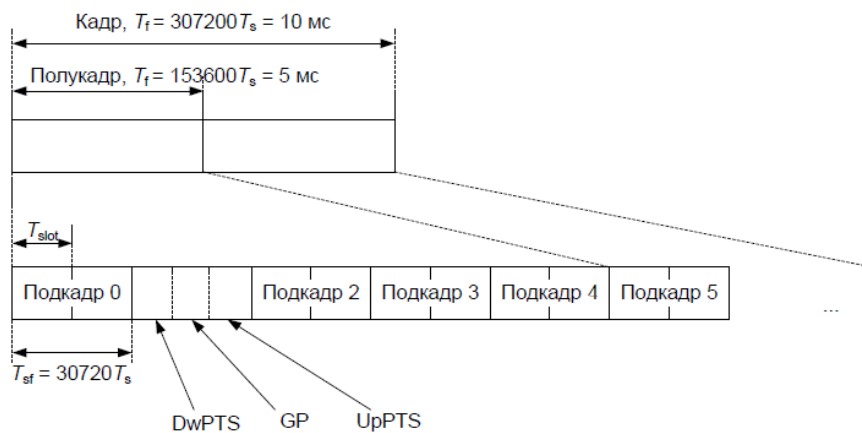 Кадр, Tf = 307200Ts = 10 мс
Полукадр, Tf = 153600Ts = 5 мс
Tslot
Подкадр 0 Подкадр 2 Подкадр 3 Подкадр 4 Подкадр 5 ...
Tsf = 30720Ts
DwPTS GP UpPTS